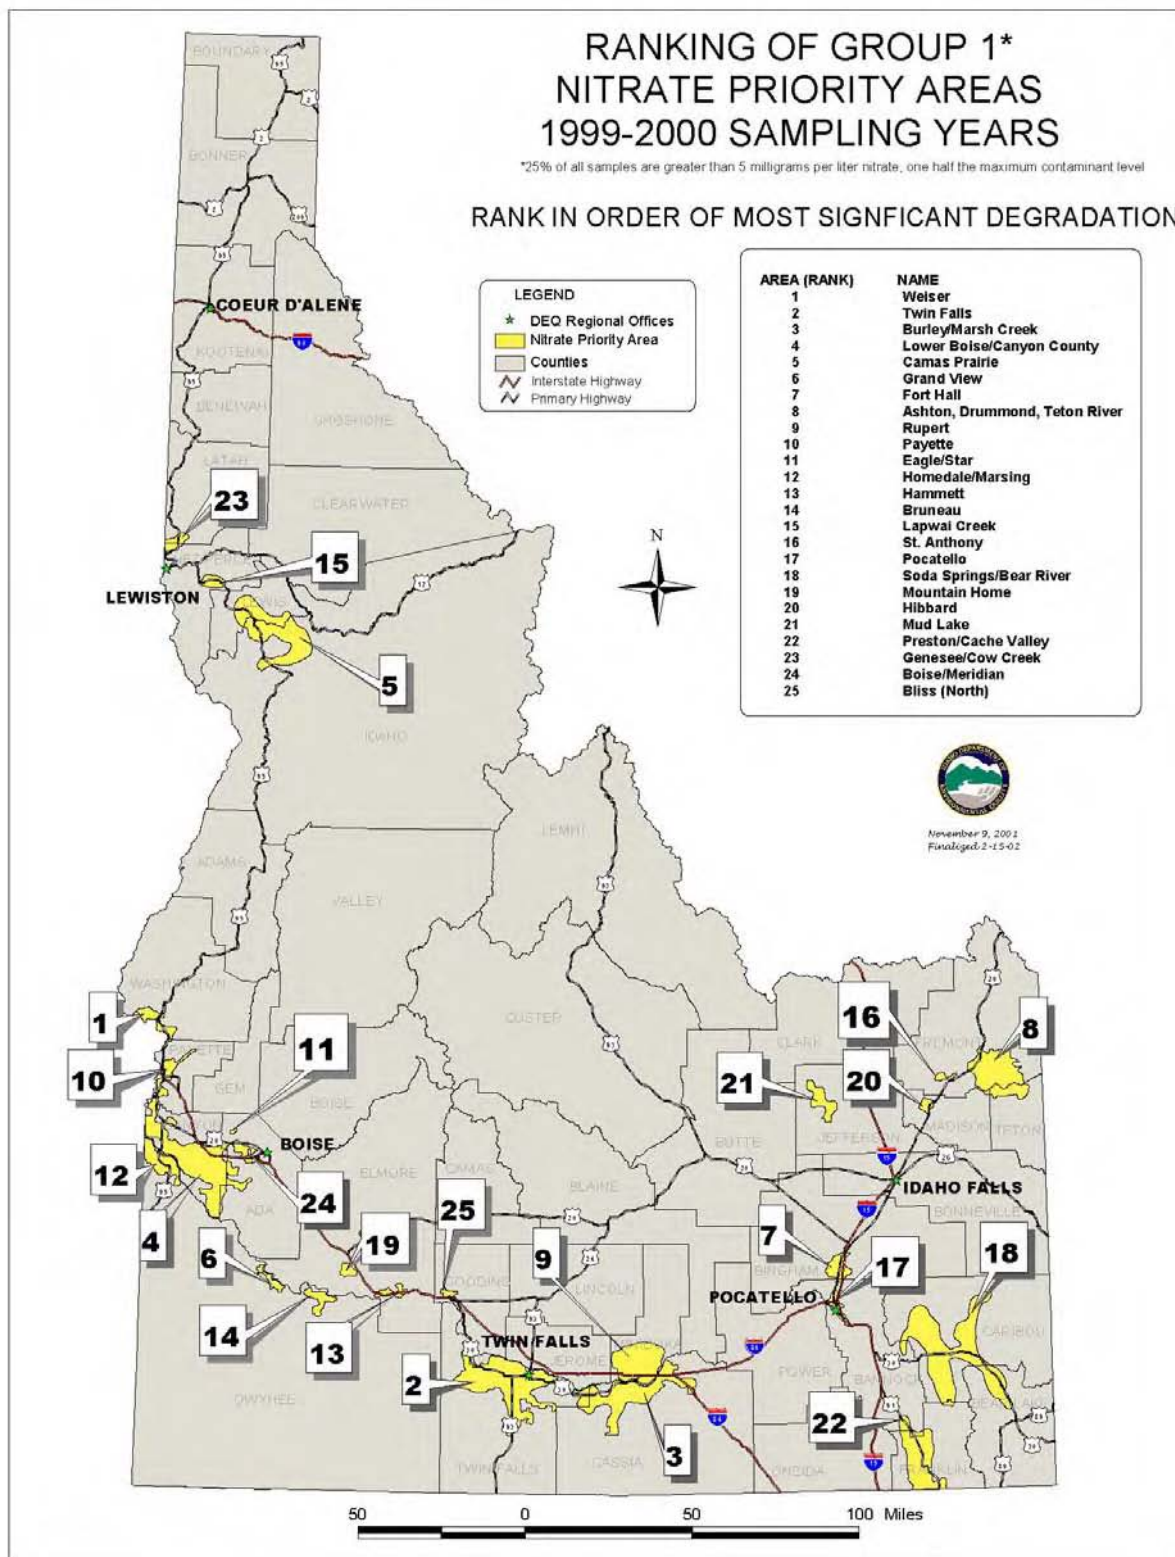 RANKING OF GROUP 1*
NITRATE PRIORITY AREAS
1999-2000 SAMPLING YEARS
*25% of all samples are greater than 5 milligrams per liter nitrate, one half the maximum contaminant level
RANK IN ORDER OF MOST SIGNFICANT DEGRADATION
LEGEND
DEQ Regional Offices
Nitrate Priority Area
Counties
Interstate Highway
Primary Highway
AREA (RANK) NAME
1 Weiser
2 Twin Falls
3 Burley/Marsh Creek
4 Lower Boise/Canyon County
5 Camas Prairie
6 Grand View
7 Fort Hall
8 Ashton, Drummond, Teton River
9 Rupert
10 Payette
11 Eagle/Star
12 Homedale/Marsing
13 Hammett
14 Bruneau
15 Lapwai Creek
16 St. Anthony
17 Pocatello
18 Soda Springs/Bear River
19 Mountain Home
20 Hibbard
21 Mud Lake
22 Preston/Cache Valley
23 Genesee/Cow Creek
24 Boise/Meridian
25 Bliss (North)
November 9, 2001
Finalized 2-15-02
N
BOUNDARY
BONNER
COEUR D'ALENE
KOOTENAI
LATAH
23
CLEARWATER
15
LEWISTON
LEWIS
5
IDAHO
LEMHI
ADAMS
VALLEY
WASHINGTON
1
CUSTER
CLARK
16
FREMONT
8
PAYETTE
11
10
GEM
BOISE
21
20
MADISON
TETON
JEFFERSON
BUTTE
BOISE
12
ELMORE
CAMAS
BLAINE
24
ADA
25
IDAHO FALLS
BONNEVILLE
4
6
19
9
7
BINGHAM
17
18
GOODING
LINCOLN
POCATELLO
14
13
TWIN FALLS
JEROME
CARIBOU
POWER
BANNOCK
2
OWYHEE
22
3
TWIN FALLS
CASSIA
ONEIDA
FRANKLIN
50 0 50 100 Miles